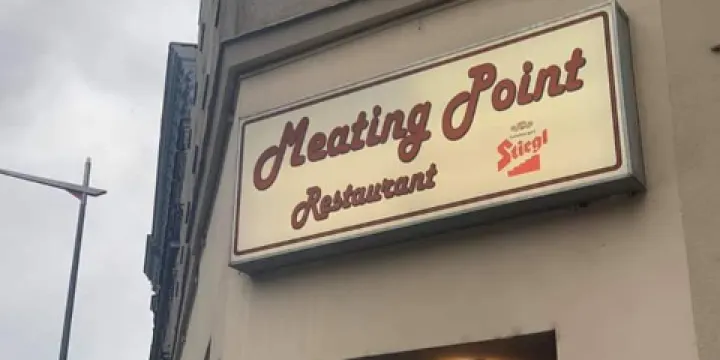 Meating Point
Restaurant
Stiegl